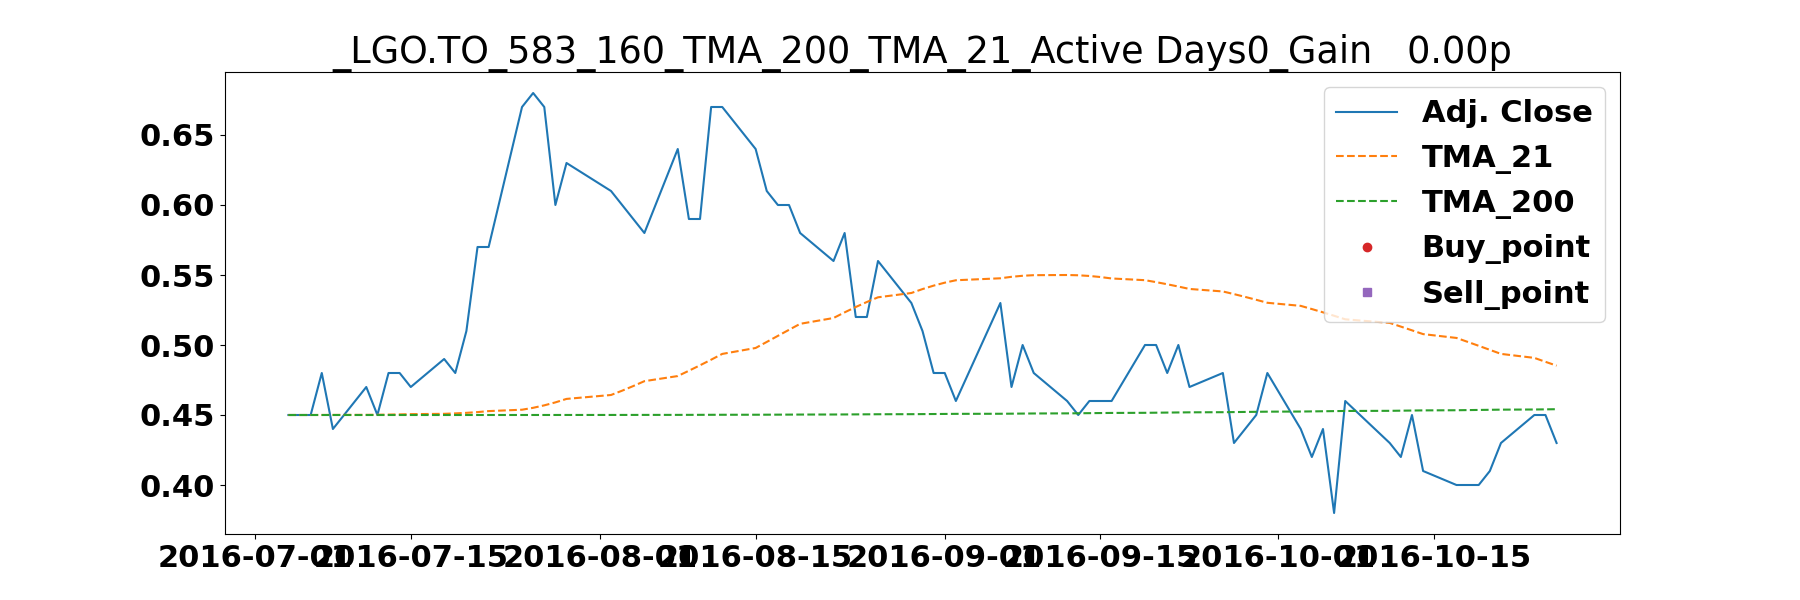 _LGO.TO_583_160_TMA_200_TMA_21_Active Days0_Gain   0.00p
Adj. Close
TMA_21
TMA_200
Buy_point
Sell_point
0.65
0.60
0.55
0.50
0.45
0.40
2016-07-01 2016-07-15 2016-08-01 2016-08-15 2016-09-01 2016-09-15 2016-10-01 2016-10-15